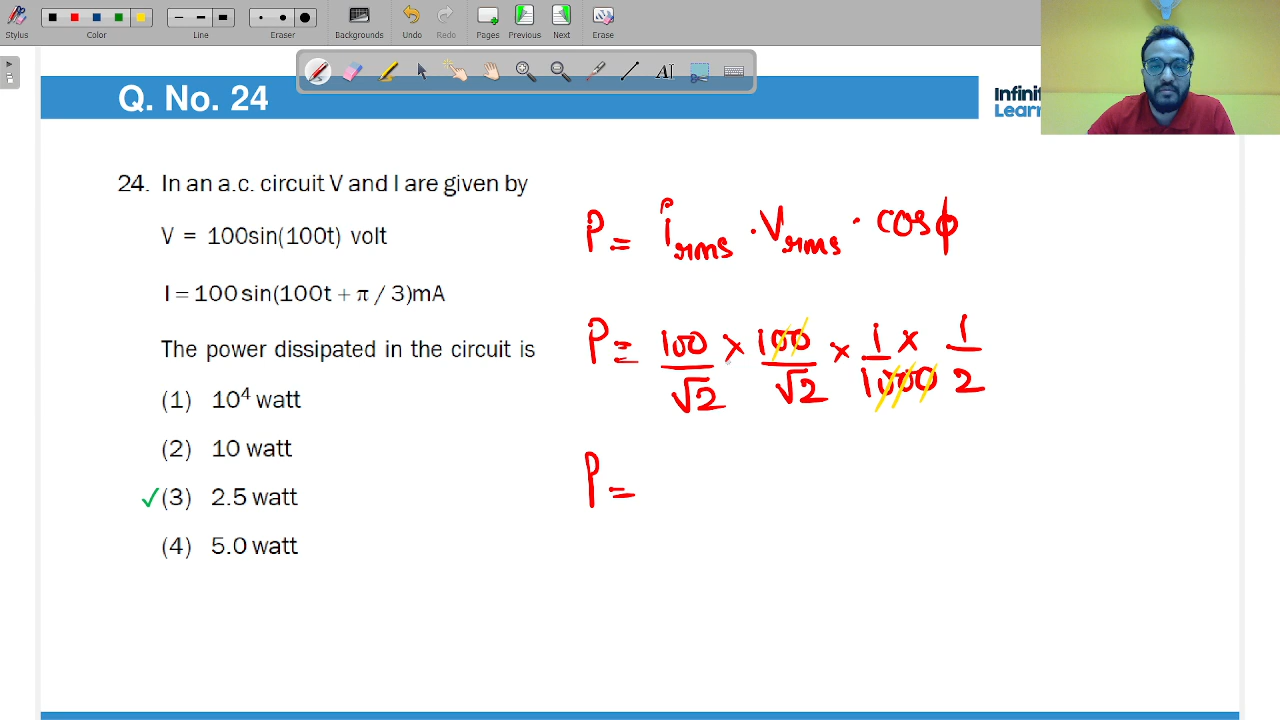 Stylus Color Line Eraser Backgrounds Undo Redo Pages Previous Next Erase
Q. No. 24
Infinit
Learn
24. In an a.c. circuit V and I are given by
V = 100sin(100t) volt
I = 100 sin(100t + π / 3)mA
The power dissipated in the circuit is
(1) 10⁴ watt
(2) 10 watt
✓(3) 2.5 watt
(4) 5.0 watt
P = i_rms · V_rms · cosϕ
P = 100/√2 × 100/√2 × 1/1000 × 1/2
P =